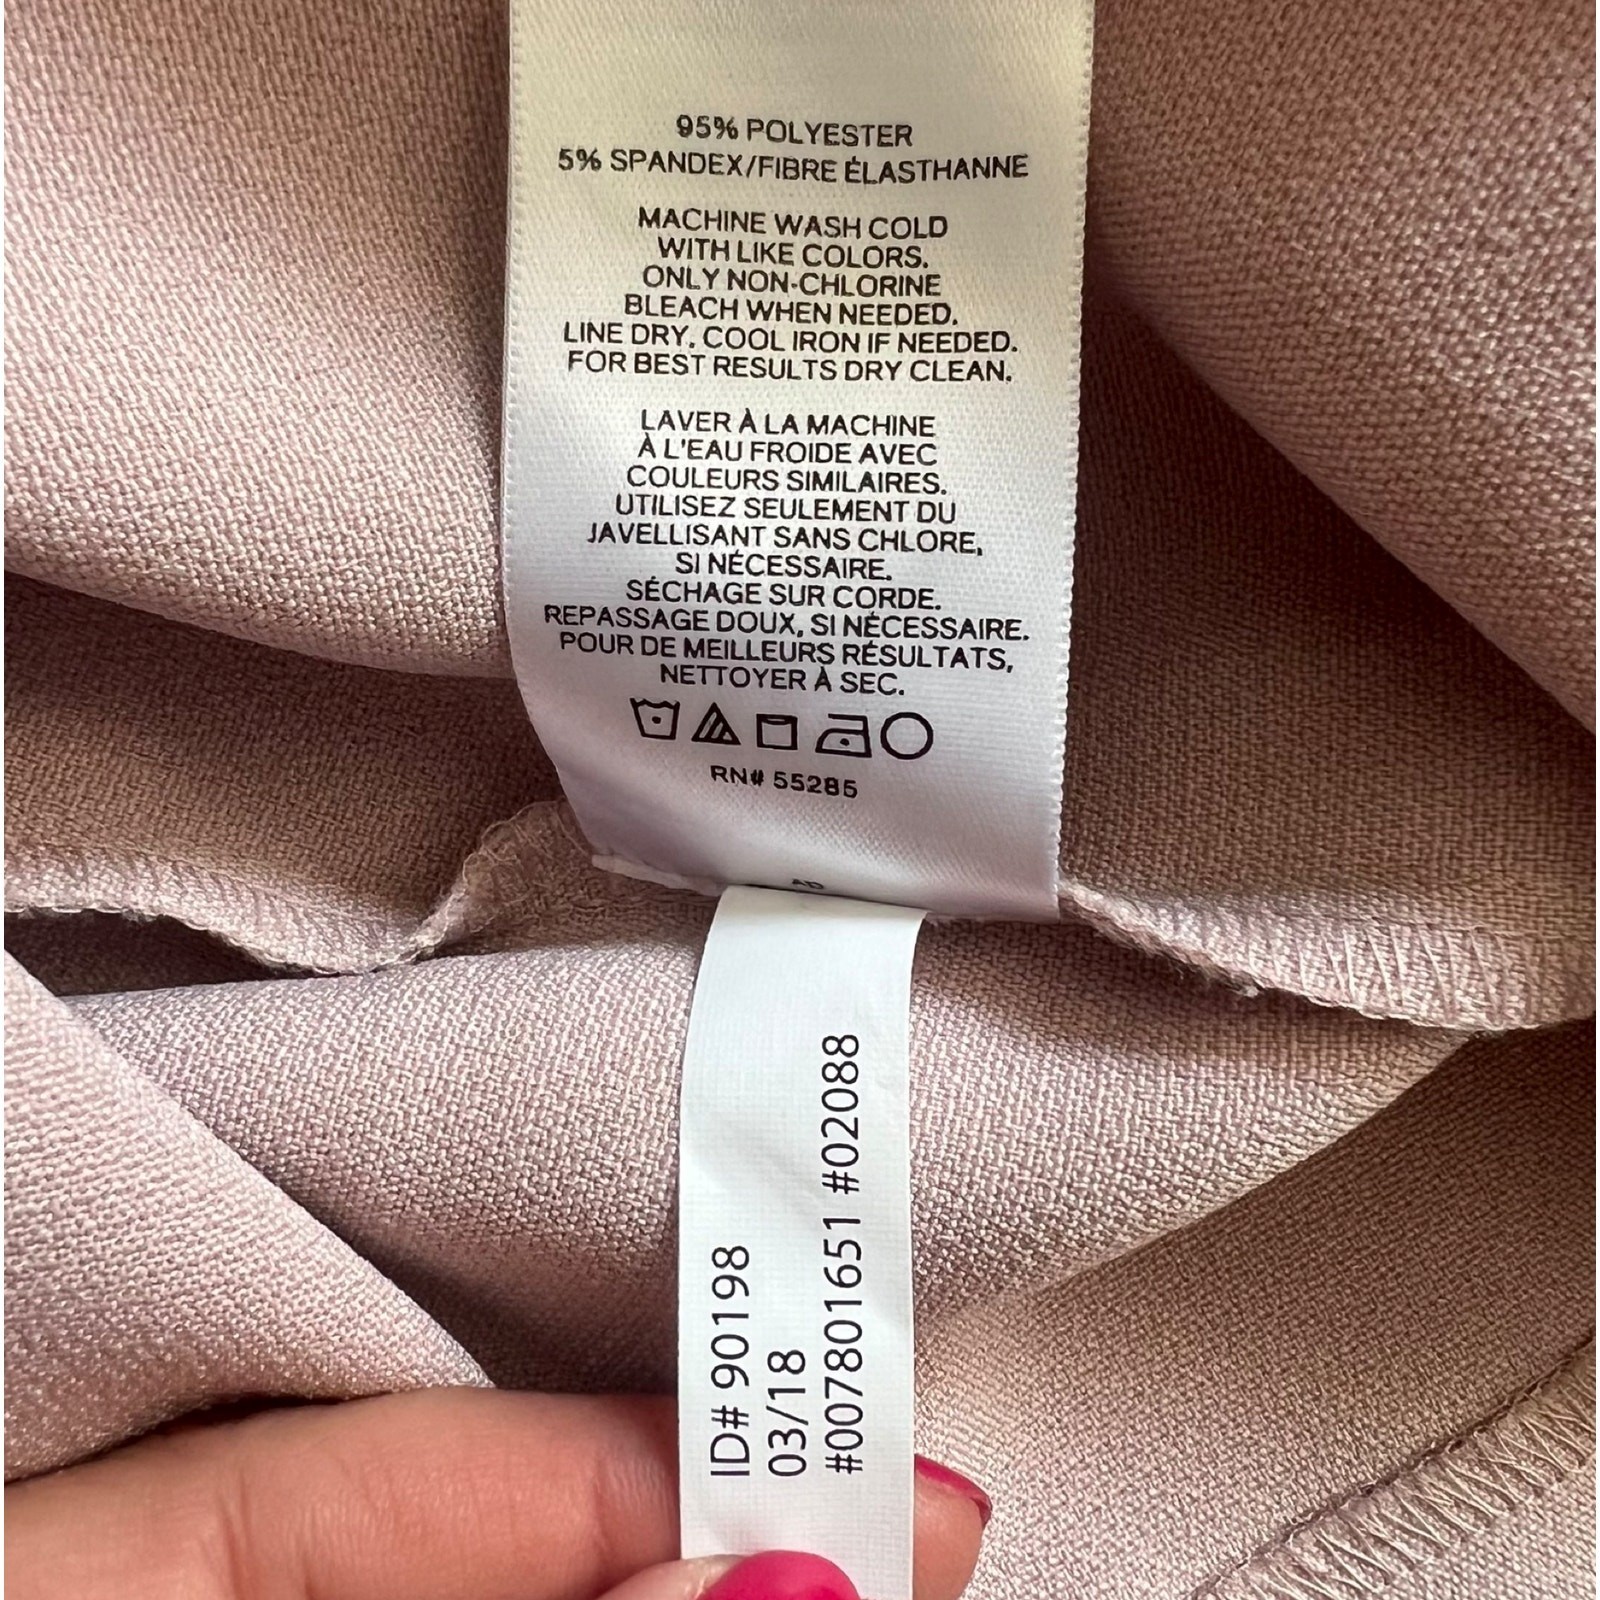 95% POLYESTER
5% SPANDEX/FIBRE ÉLASTHANNE
MACHINE WASH COLD
WITH LIKE COLORS.
ONLY NON-CHLORINE
BLEACH WHEN NEEDED.
LINE DRY. COOL IRON IF NEEDED.
FOR BEST RESULTS DRY CLEAN.
LAVER À LA MACHINE
À L'EAU FROIDE AVEC
COULEURS SIMILAIRES.
UTILISEZ SEULEMENT DU
JAVELLISANT SANS CHLORE,
SI NÉCESSAIRE.
SÉCHAGE SUR CORDE.
REPASSAGE DOUX, SI NÉCESSAIRE.
POUR DE MEILLEURS RÉSULTATS,
NETTOYER À SEC.
RN# 55285
ID# 90198
03/18
#007801651 #02088